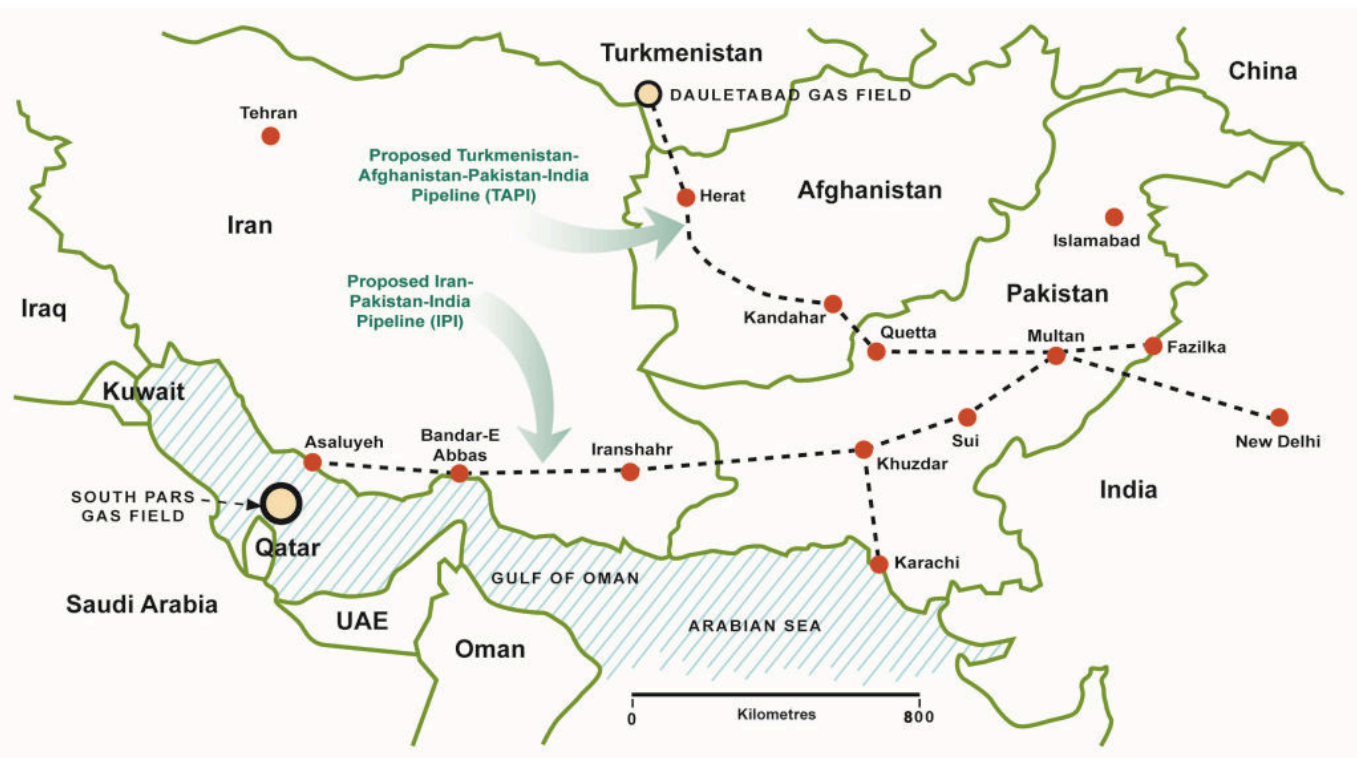 Turkmenistan
China
DAULETABAD GAS FIELD
Tehran
Proposed Turkmenistan-
Afghanistan-Pakistan-India
Pipeline (TAPI)
Herat
Afghanistan
Iran
Islamabad
Proposed Iran-
Pakistan-India
Pipeline (IPI)
Pakistan
Iraq
Kandahar
Quetta
Multan
Fazilka
Kuwait
Asaluyeh
Bandar-E
Abbas
Iranshahr
Khuzdar
Sui
New Delhi
SOUTH PARS
GAS FIELD
India
Qatar
Karachi
GULF OF OMAN
Saudi Arabia
UAE
ARABIAN SEA
Oman
0
Kilometres
800